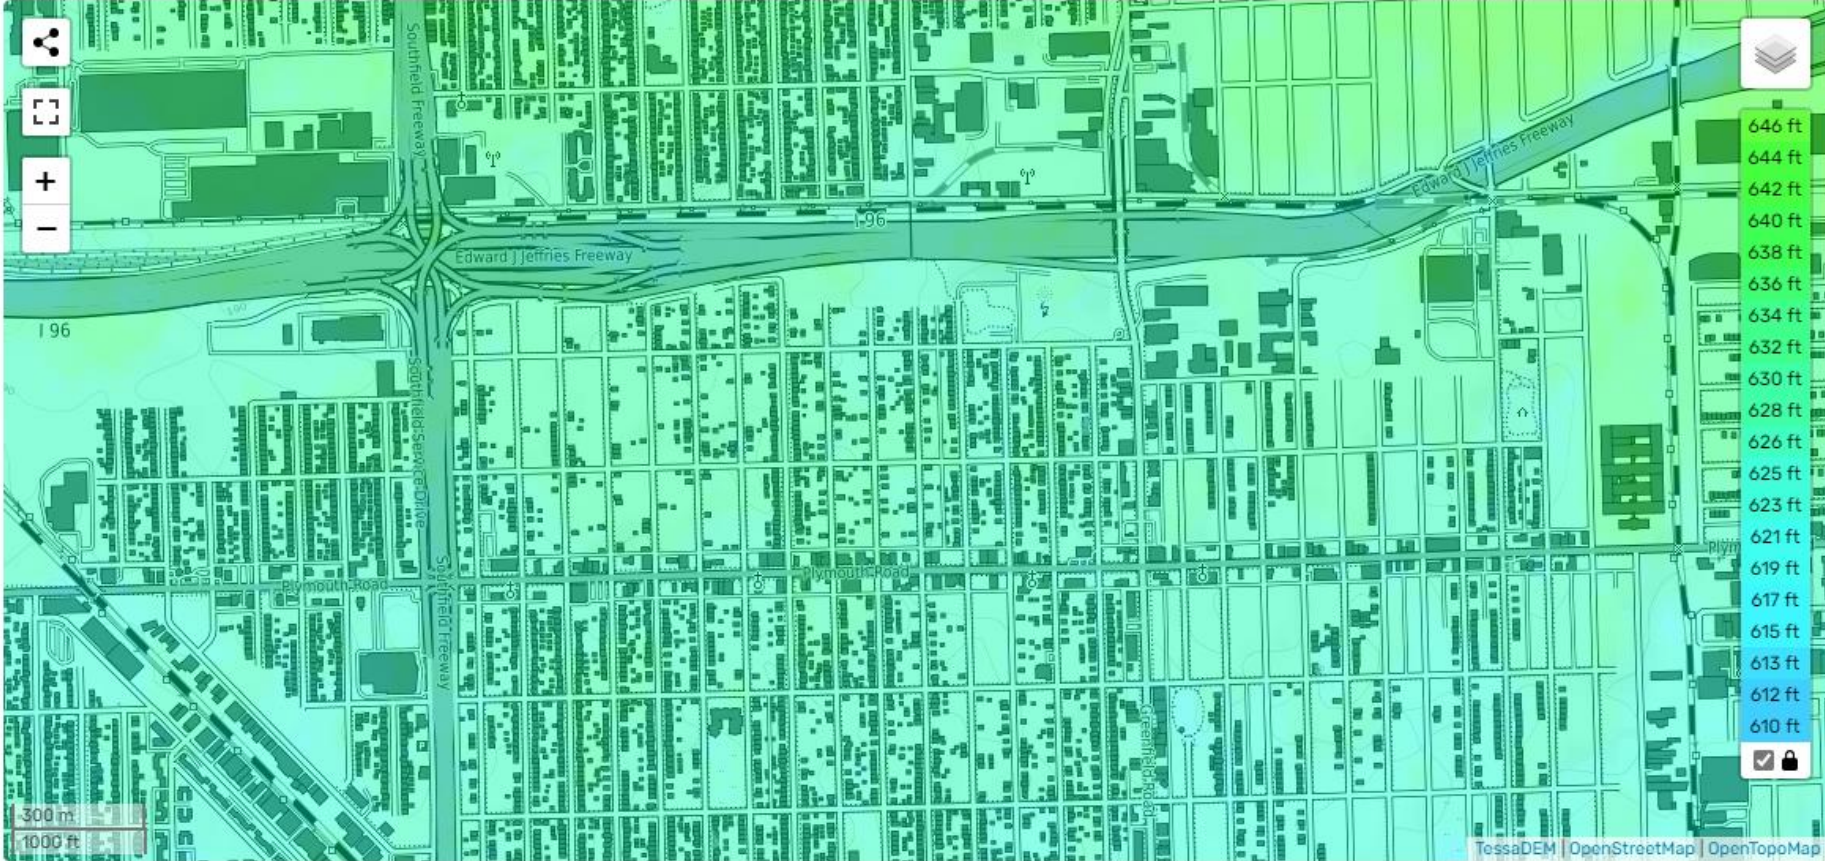 Southfield Freeway
Edward J Jeffries Freeway
I 96
Edward J Jeffries Freeway
190
I 96
Southfield Service Drive
Plymouth Road
Plymouth Road
Plym
Southfield Freeway
Greenfield Road
+
−
646 ft
644 ft
642 ft
640 ft
638 ft
636 ft
634 ft
632 ft
630 ft
628 ft
626 ft
625 ft
623 ft
621 ft
619 ft
617 ft
615 ft
613 ft
612 ft
610 ft
300 m
1000 ft
TessaDEM | OpenStreetMap | OpenTopoMap